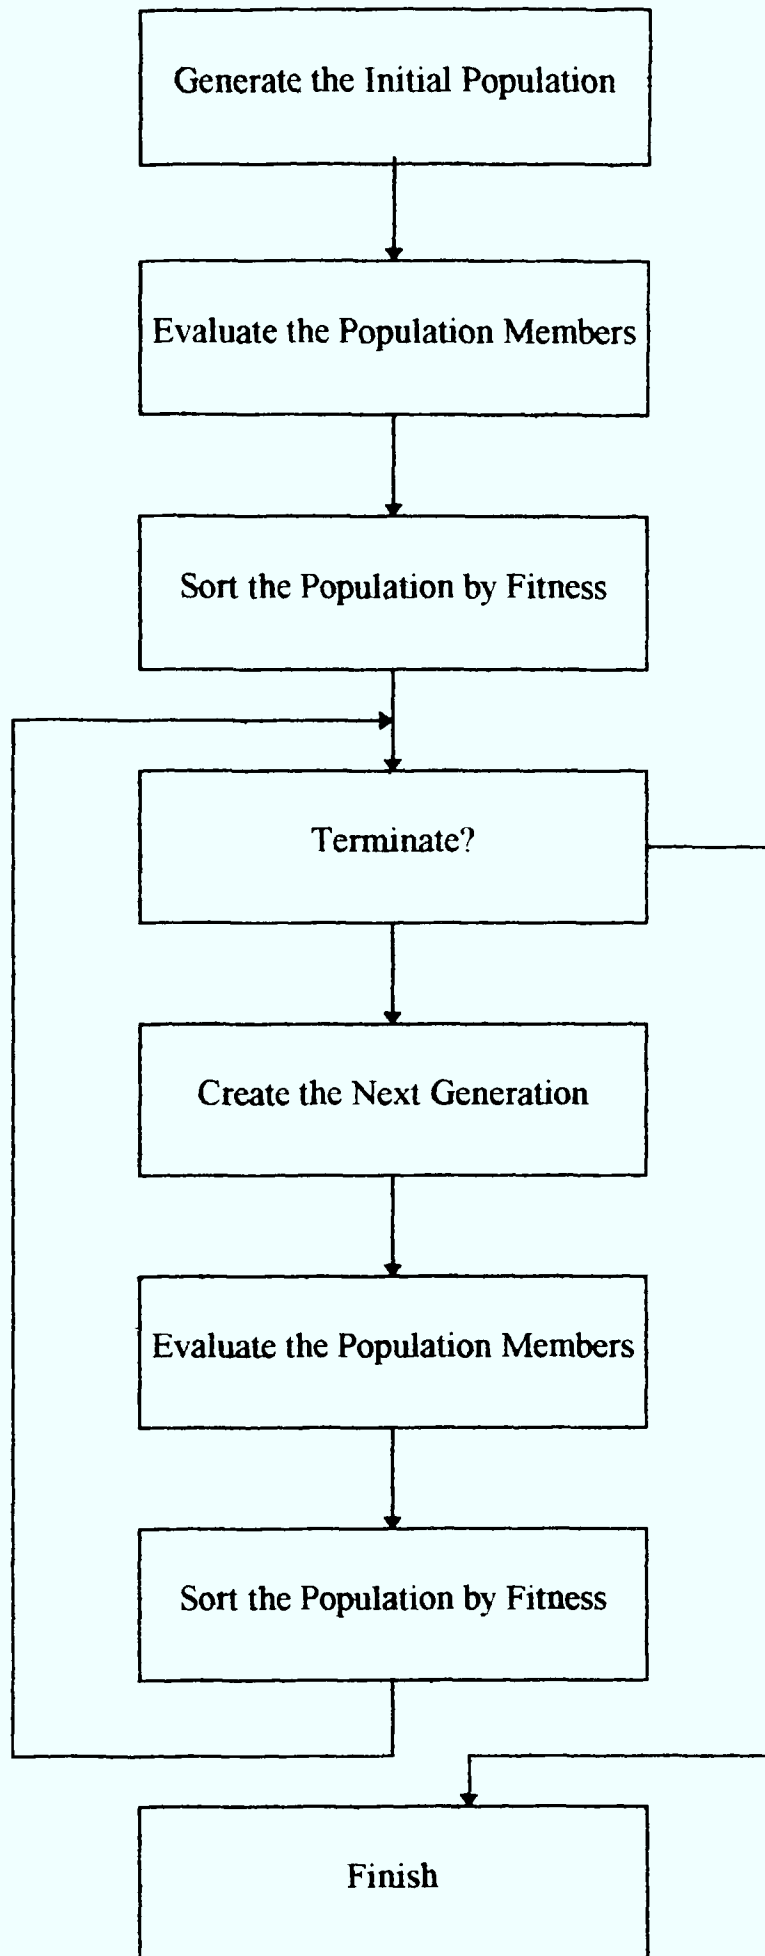 Generate the Initial Population
Evaluate the Population Members
Sort the Population by Fitness
Terminate?
Create the Next Generation
Evaluate the Population Members
Sort the Population by Fitness
Finish